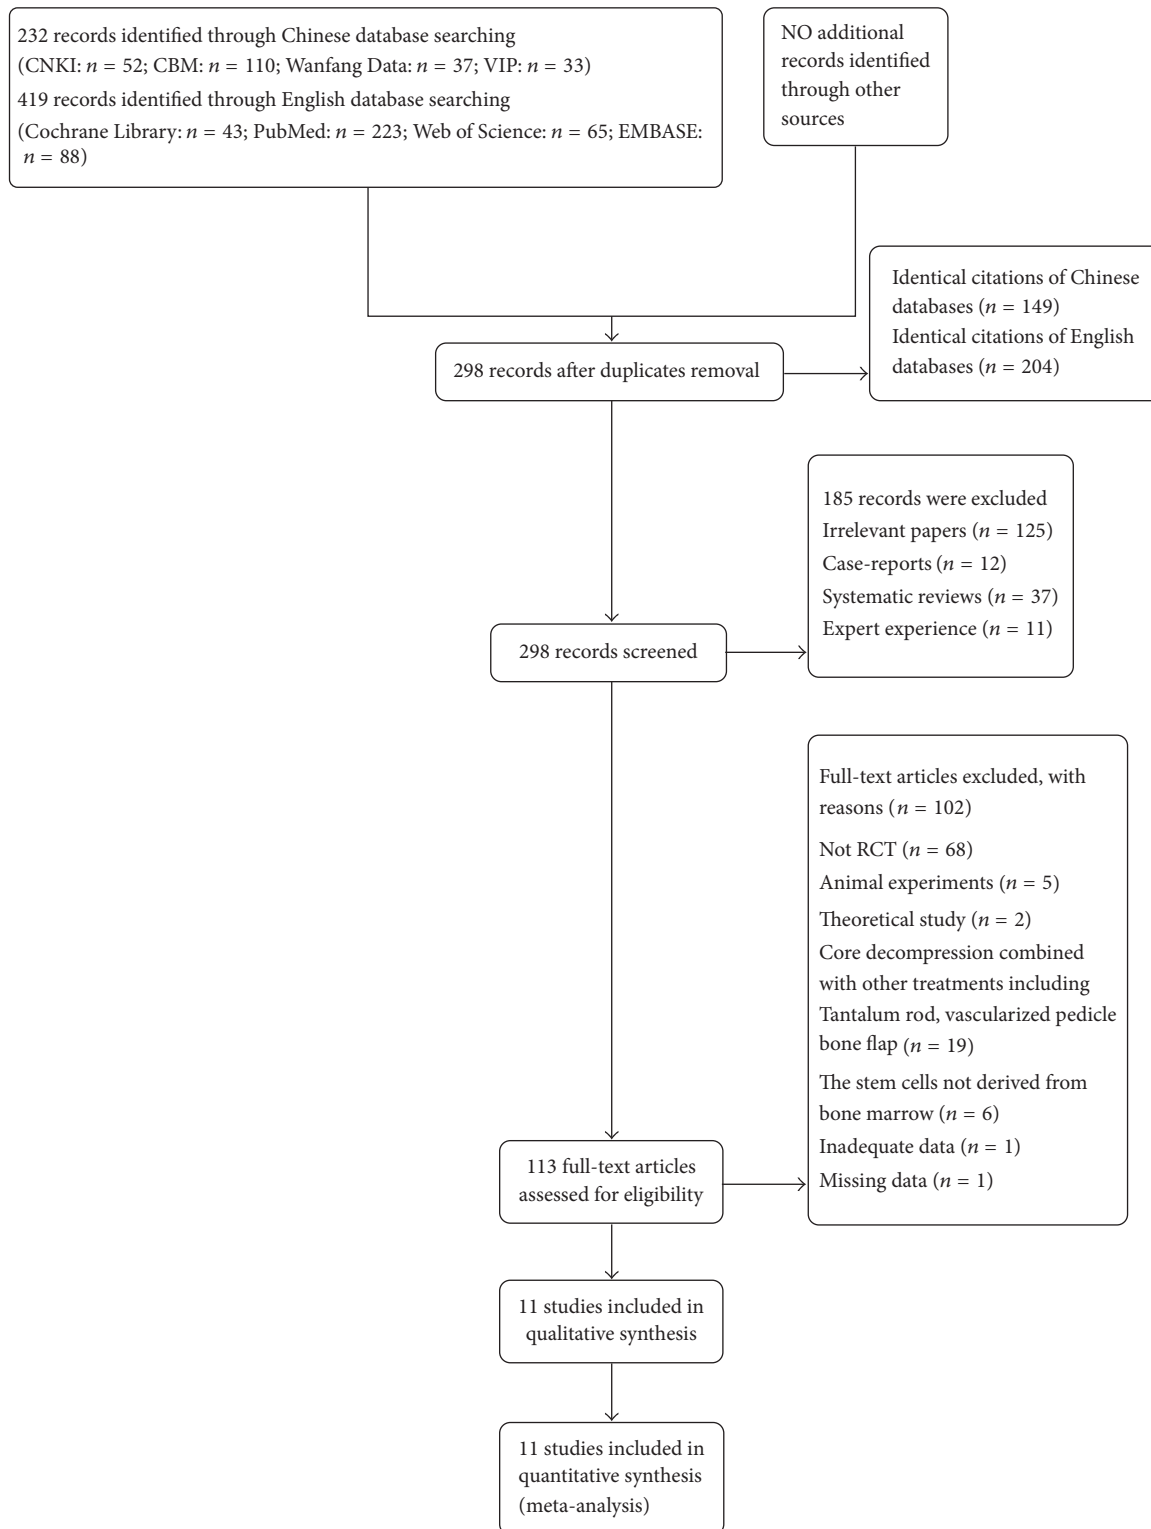 232 records identified through Chinese database searching
(CNKI: n = 52; CBM: n = 110; Wanfang Data: n = 37; VIP: n = 33)
419 records identified through English database searching
(Cochrane Library: n = 43; PubMed: n = 223; Web of Science: n = 65; EMBASE:
n = 88)
NO additional
records identified
through other
sources
Identical citations of Chinese
databases (n = 149)
Identical citations of English
databases (n = 204)
298 records after duplicates removal
185 records were excluded
Irrelevant papers (n = 125)
Case-reports (n = 12)
Systematic reviews (n = 37)
Expert experience (n = 11)
298 records screened
Full-text articles excluded, with
reasons (n = 102)
Not RCT (n = 68)
Animal experiments (n = 5)
Theoretical study (n = 2)
Core decompression combined
with other treatments including
Tantalum rod, vascularized pedicle
bone flap (n = 19)
The stem cells not derived from
bone marrow (n = 6)
Inadequate data (n = 1)
Missing data (n = 1)
113 full-text articles
assessed for eligibility
11 studies included in
qualitative synthesis
11 studies included in
quantitative synthesis
(meta-analysis)